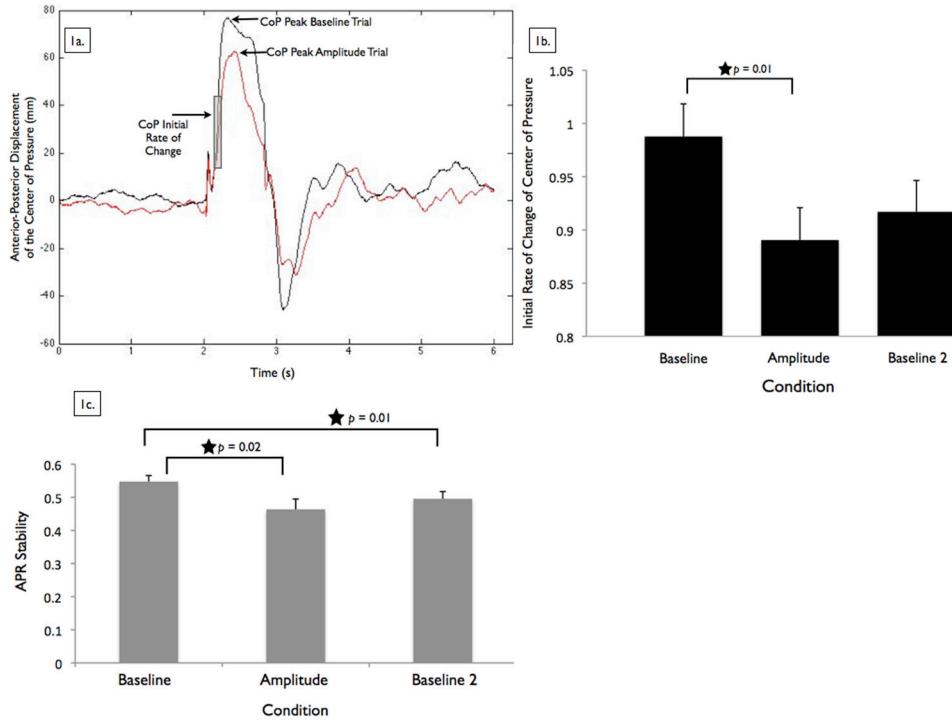 1a.
CoP Peak Baseline Trial
CoP Peak Amplitude Trial
CoP Initial
Rate of
Change
Anterior-Posterior Displacement
of the Center of Pressure (mm)
80
60
40
20
0
-20
-40
-60
0
1
2
3
4
5
6
Time (s)
1b.
★ p = 0.01
Initial Rate of Change of Center of Pressure
1.05
1
0.95
0.9
0.85
0.8
Baseline
Amplitude
Baseline 2
Condition
1c.
★ p = 0.01
★ p = 0.02
APR Stability
0.6
0.5
0.4
0.3
0.2
0.1
0
Baseline
Amplitude
Baseline 2
Condition